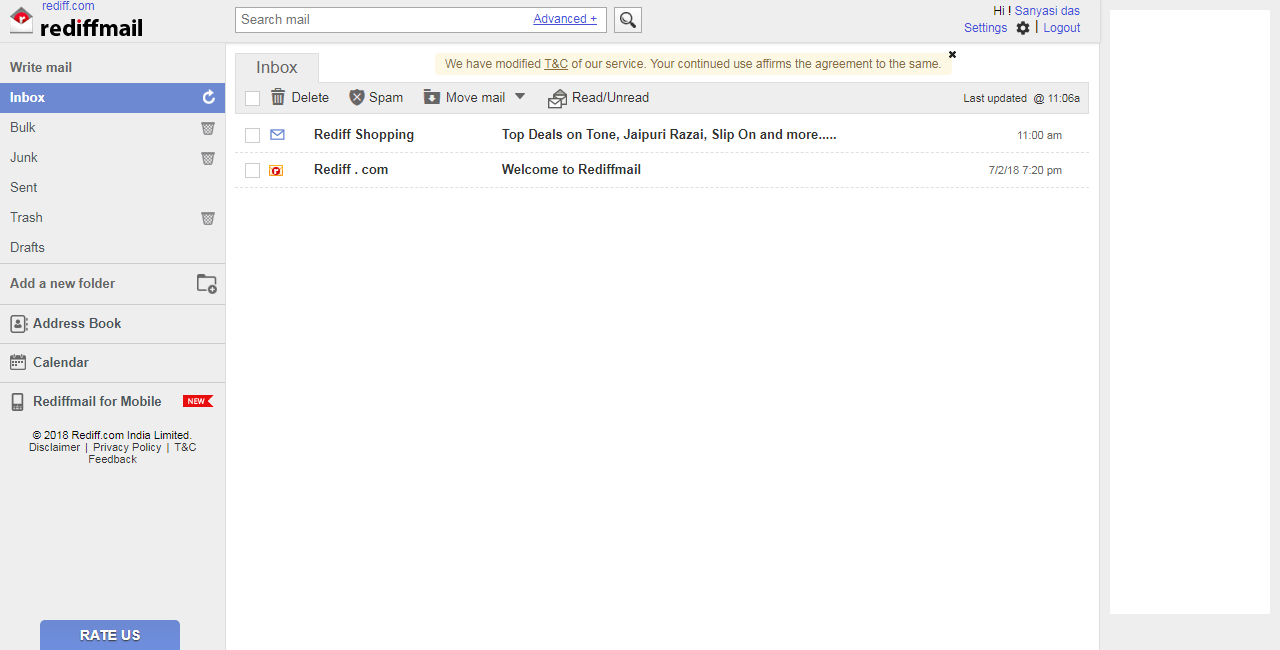 rediff.com
rediffmail
Search mail Advanced +
Hi ! Sanyasi das
Settings | Logout
Write mail
Inbox
Bulk
Junk
Sent
Trash
Drafts
Add a new folder
Address Book
Calendar
Rediffmail for Mobile NEW
© 2018 Rediff.com India Limited.
Disclaimer | Privacy Policy | T&C
Feedback
RATE US
Inbox
We have modified T&C of our service. Your continued use affirms the agreement to the same.
Delete Spam Move mail Read/Unread Last updated @ 11:06a
Rediff Shopping Top Deals on Tone, Jaipuri Razai, Slip On and more..... 11:00 am
Rediff . com Welcome to Rediffmail 7/2/18 7:20 pm